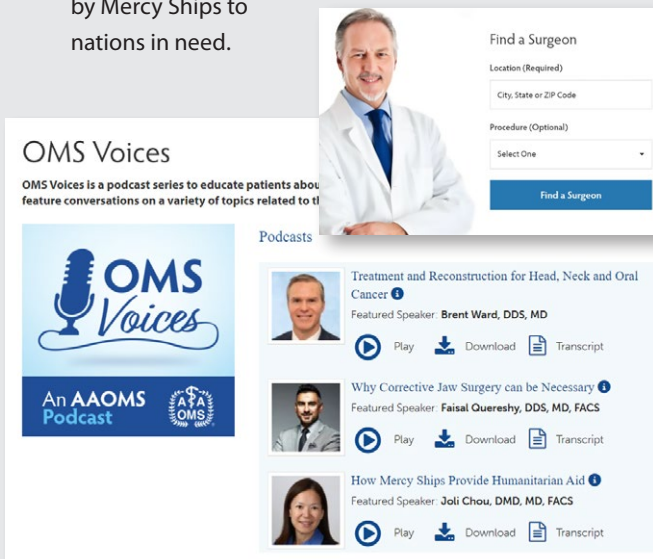 by Mercy Ships to
nations in need.
Find a Surgeon
Location (Required)
City, State or ZIP Code
Procedure (Optional)
Select One
Find a Surgeon
OMS Voices
OMS Voices is a podcast series to educate patients
feature conversations on a variety of topics related to
OMS
Voices
An AAOMS
Podcast
AA
OMS
Podcasts
Treatment and Reconstruction for Head, Neck and Oral
Cancer
Featured Speaker: Brent Ward, DDS, MD
Play Download Transcript
Why Corrective Jaw Surgery can be Necessary
Featured Speaker: Faisal Quereshy, DDS, MD, FACS
Play Download Transcript
How Mercy Ships Provide Humanitarian Aid
Featured Speaker: Joli Chou, DMD, MD, FACS
Play Download Transcript